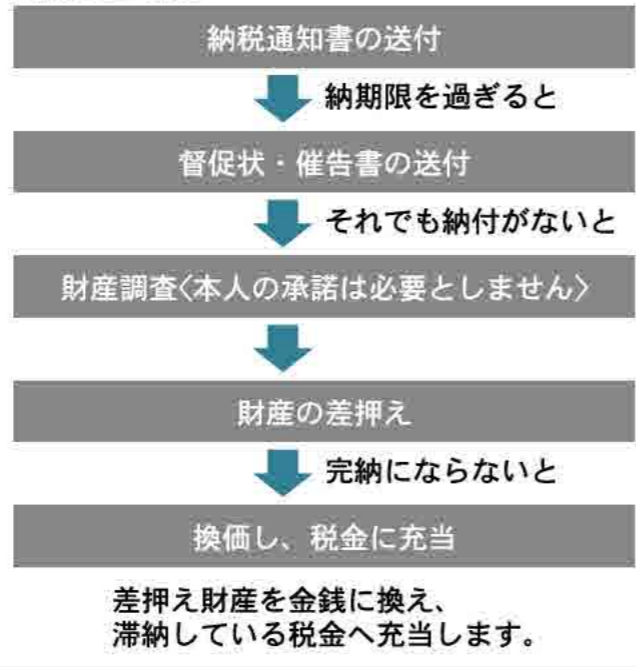 納税通知書の送付
納期限を過ぎると
督促状・催告書の送付
それでも納付がないと
財産調査〈本人の承諾は必要としません〉
財産の差押え
完納にならないと
換価し、税金に充当
差押え財産を金銭に換え、
滞納している税金へ充当します。